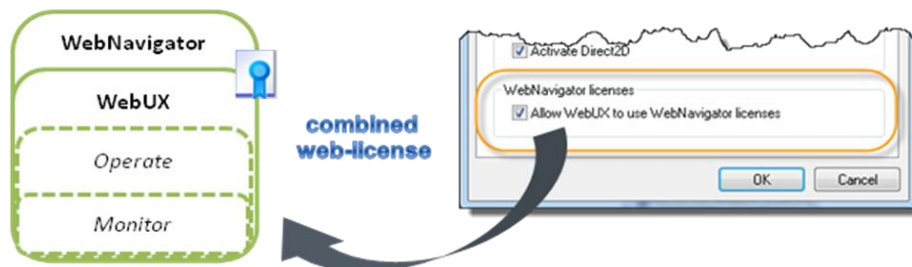 WebNavigator
WebUX
Operate
Monitor
combined
web-license
Activate Direct2D
WebNavigator licenses
Allow WebUX to use WebNavigator licenses
OK
Cancel